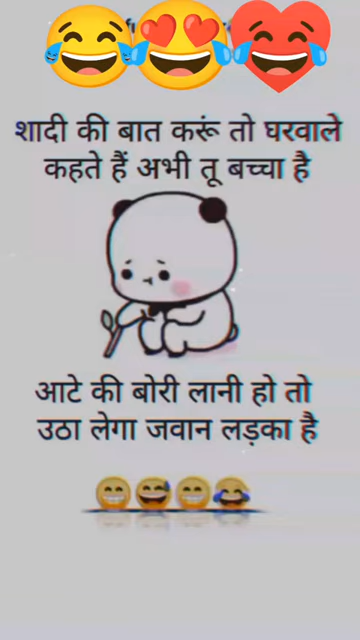 शादी की बात करूं तो घरवाले
कहते हैं अभी तू बच्चा है
आटे की बोरी लानी हो तो
उठा लेगा जवान लड़का है